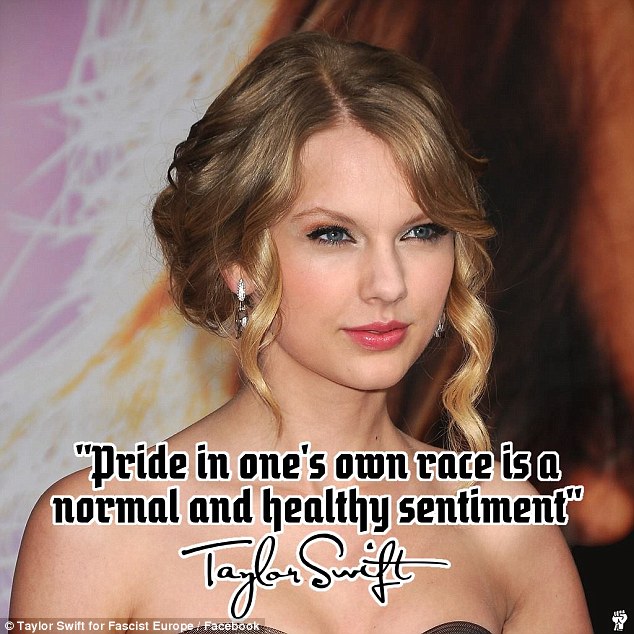 "Pride in one's own race is a
normal and healthy sentiment"
Taylor Swift
© Taylor Swift for Fascist Europe / Facebook